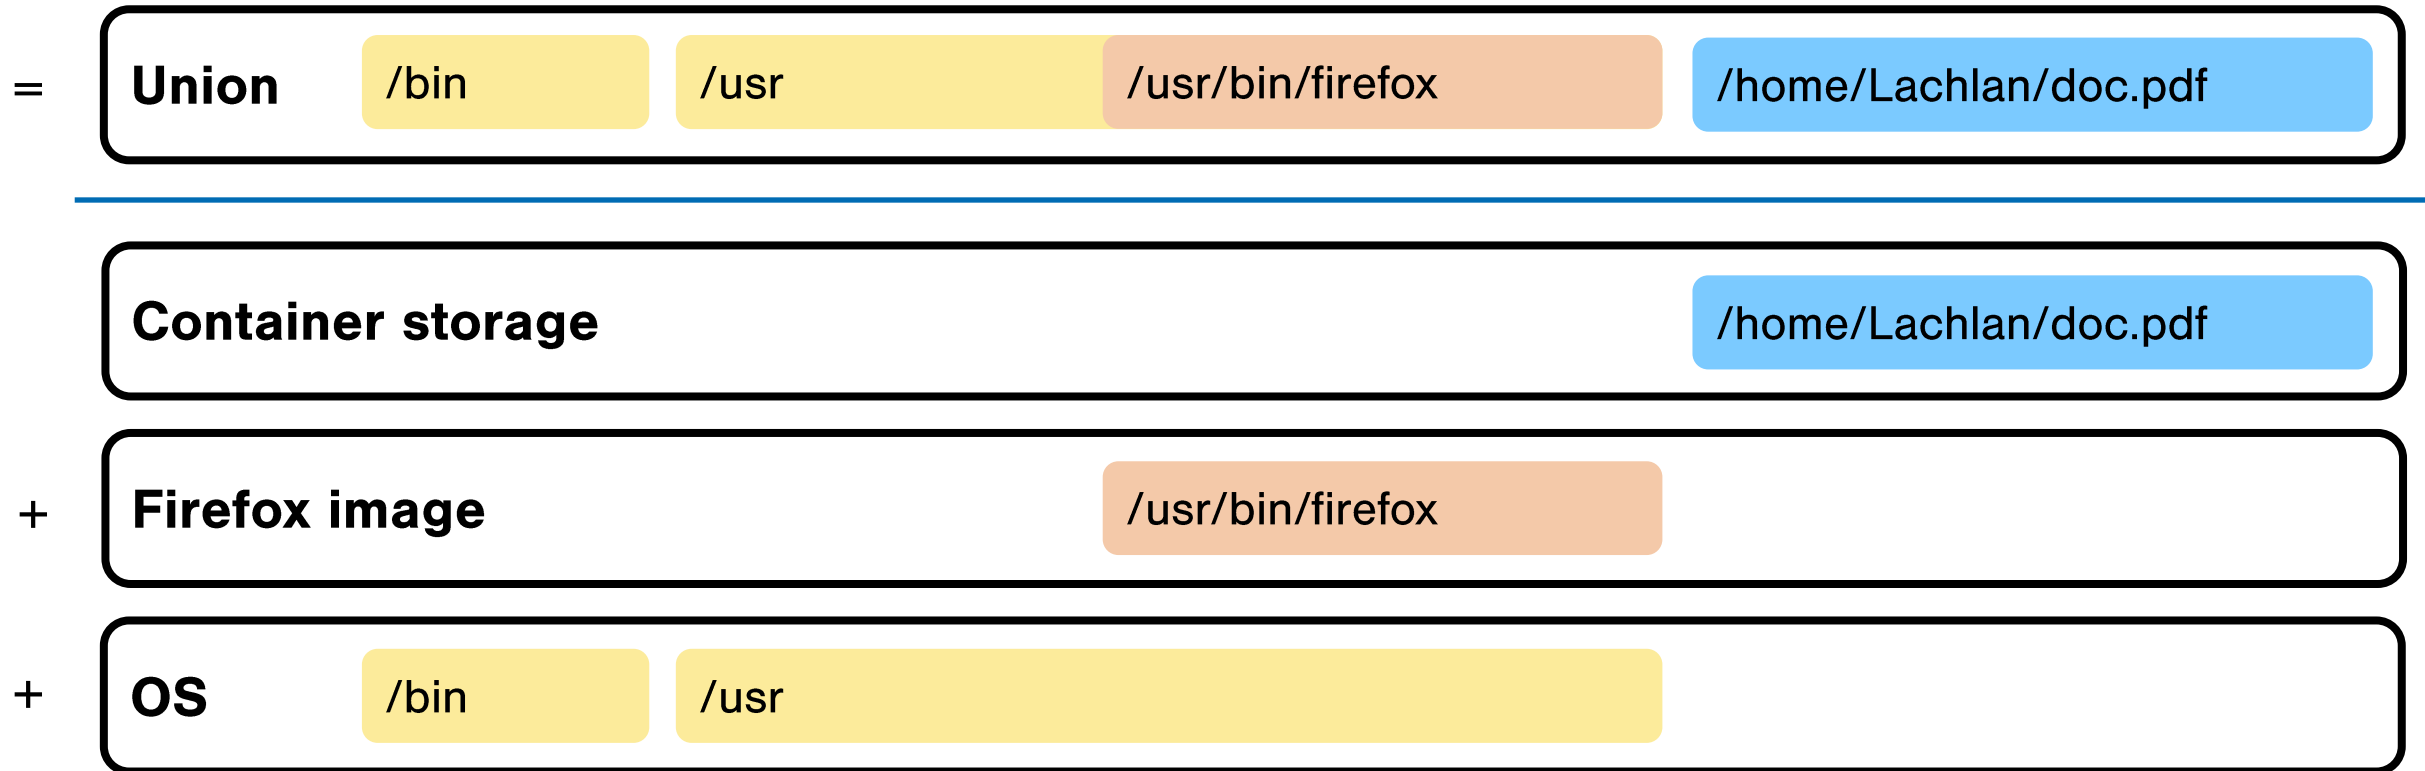 = Union /bin /usr /usr/bin/firefox /home/Lachlan/doc.pdf
Container storage /home/Lachlan/doc.pdf
+ Firefox image /usr/bin/firefox
+ OS /bin /usr